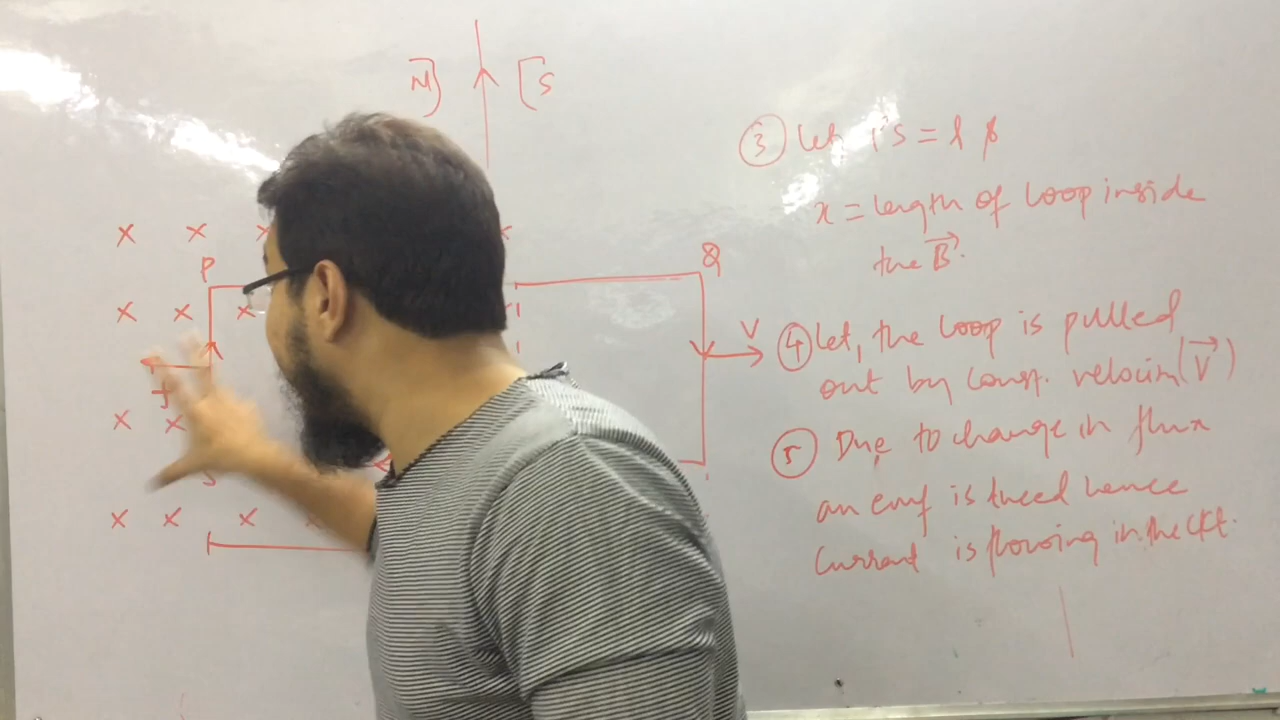 N] [S
③ Let PS = l &
x = length of loop inside
the B⃗.
④ Let, the loop is pulled
out by const. velocity (V⃗)
⑤ Due to change in flux
an emf is
hence
Current is flowing in the Ckt.
P
Q
V
f
S
x x x x
x x x
x x
x x x x